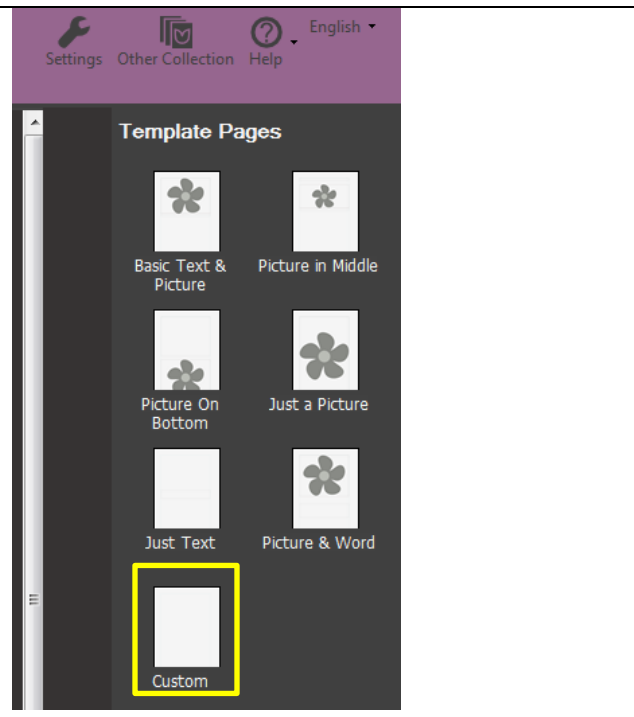 English
Settings Other Collection Help
Template Pages
Basic Text & Picture in Middle
Picture
Picture On Just a Picture
Bottom
Just Text Picture & Word
Custom